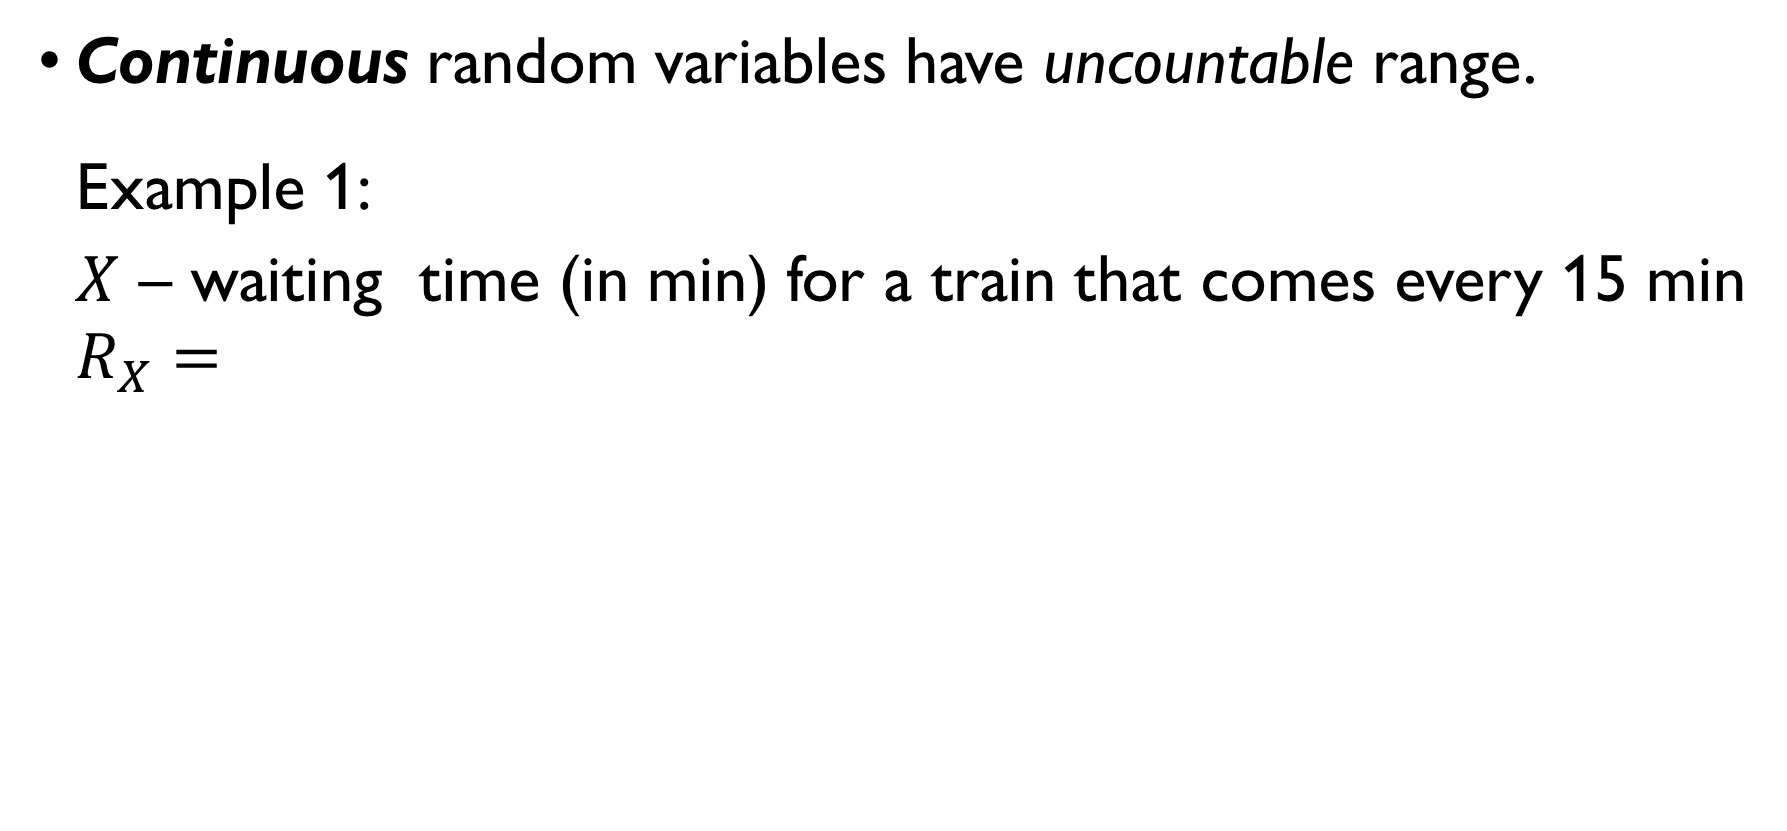 • Continuous random variables have uncountable range.
Example 1:
X – waiting  time (in min) for a train that comes every 15 min
R_X =